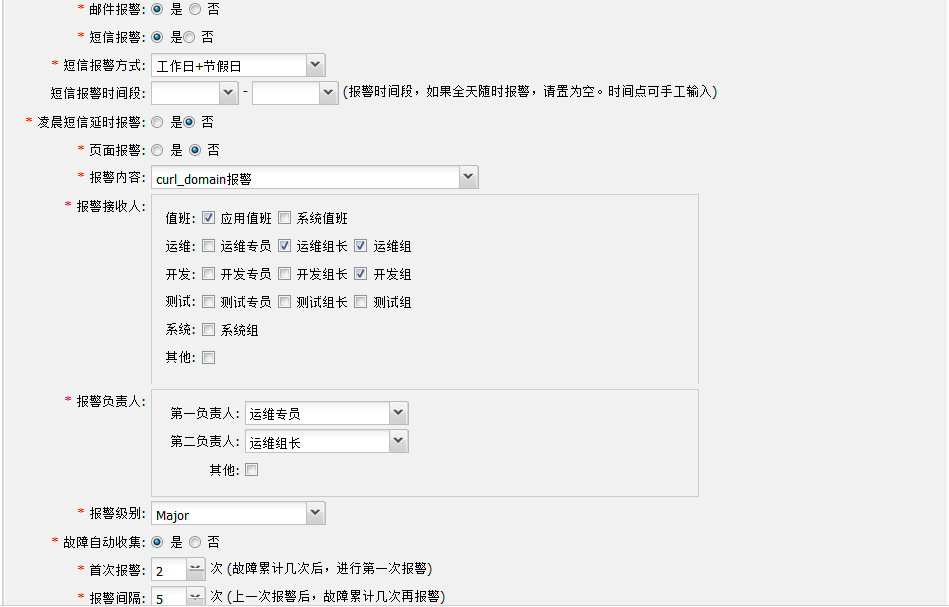 * 邮件报警: 是 否
* 短信报警: 是 否
* 短信报警方式: 工作日+节假日
短信报警时间段: - (报警时间段，如果全天随时报警，请置为空。时间点可手工输入)
* 凌晨短信延时报警: 是 否
* 页面报警: 是 否
* 报警内容: curl_domain报警
* 报警接收人:
值班: 应用值班 系统值班
运维: 运维专员 运维组长 运维组
开发: 开发专员 开发组长 开发组
测试: 测试专员 测试组长 测试组
系统: 系统组
其他:
* 报警负责人:
第一负责人: 运维专员
第二负责人: 运维组长
其他:
* 报警级别: Major
* 故障自动收集: 是 否
* 首次报警: 2 次 (故障累计几次后，进行第一次报警)
* 报警间隔: 5 次 (上一次报警后，故障累计几次再报警)